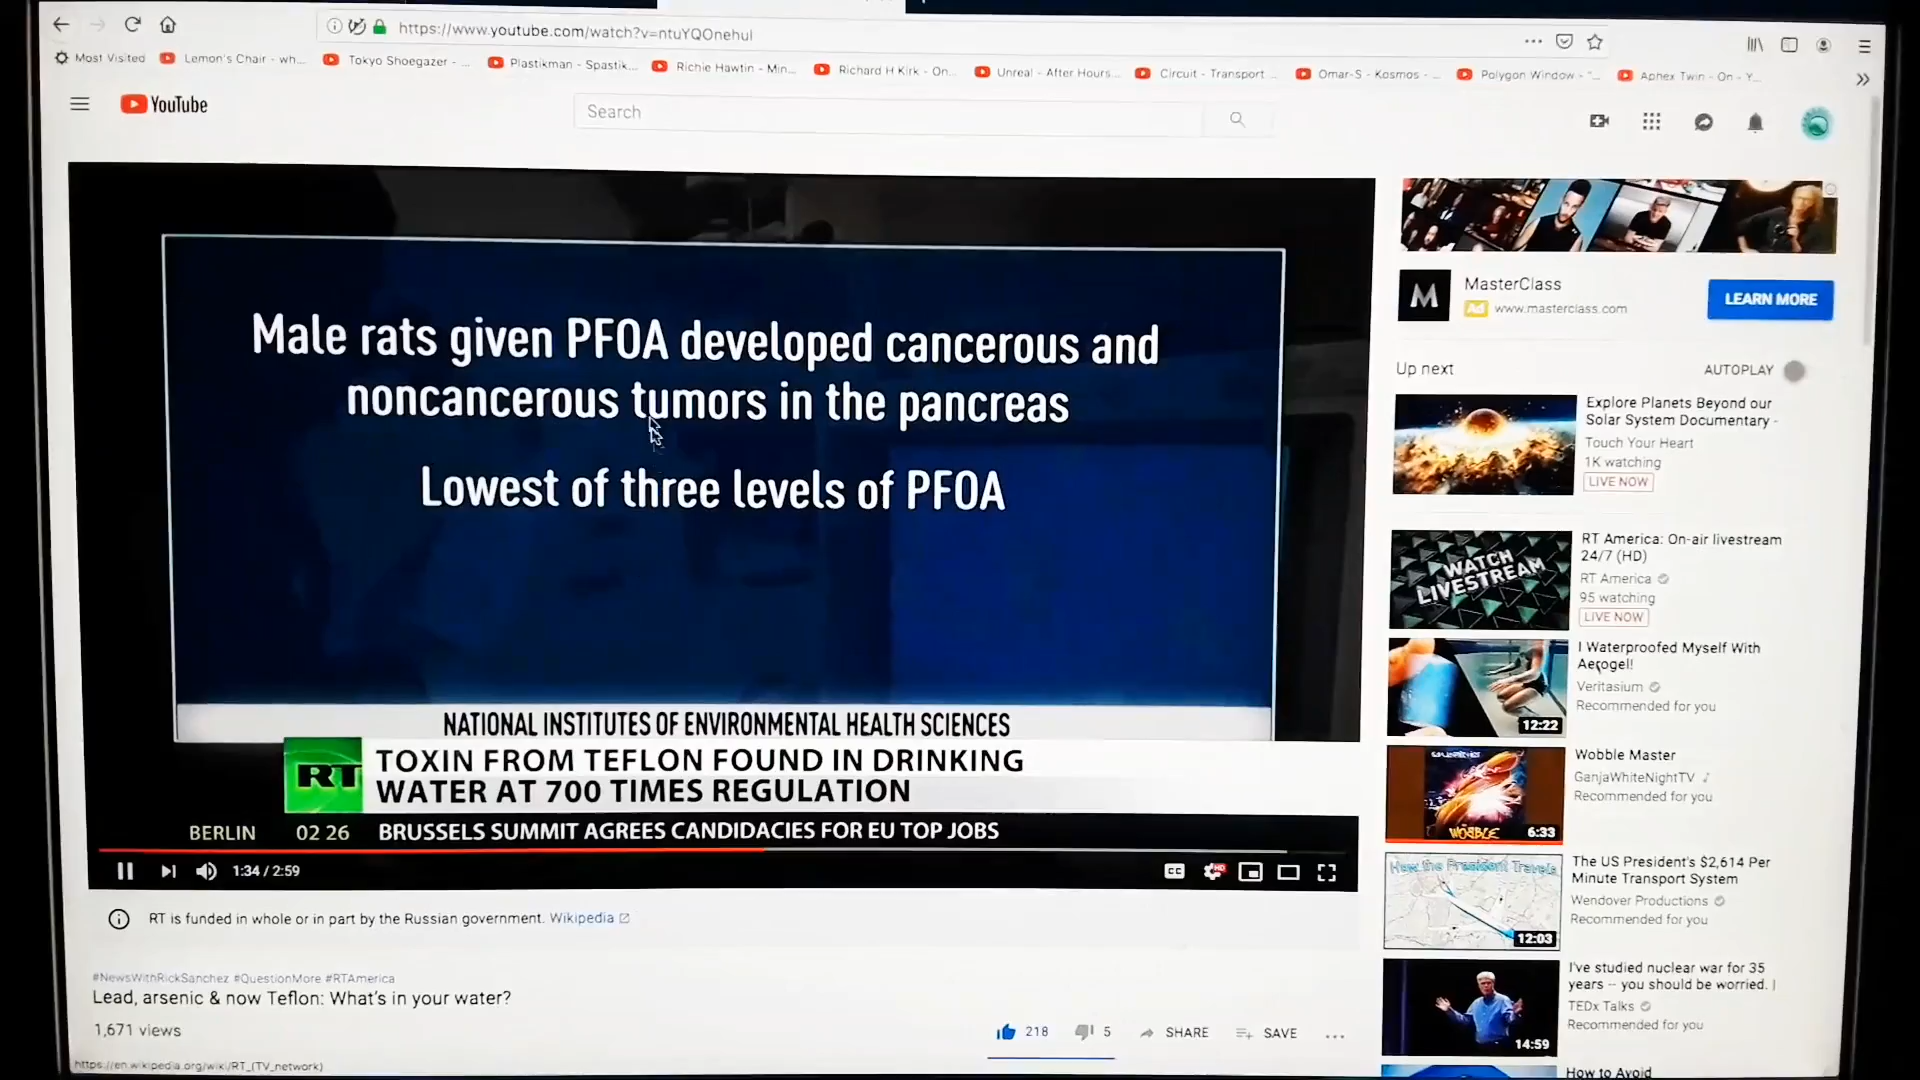 https://www.youtube.com/watch?v=ntuYQOnehuI
Most Visited
Lemon's Chair - wh...
Tokyo Shoegazer - ...
Plastikman - Spastik...
Richie Hawtin - Min...
Richard H Kirk - On...
Unreal - After Hours...
Circuit - Transport ...
Omar-S - Kosmos - ...
Polygon Window - "...
Aphex Twin - On - Y...
YouTube
Search
Male rats given PFOA developed cancerous and
noncancerous tumors in the pancreas
Lowest of three levels of PFOA
NATIONAL INSTITUTES OF ENVIRONMENTAL HEALTH SCIENCES
RT
TOXIN FROM TEFLON FOUND IN DRINKING
WATER AT 700 TIMES REGULATION
BERLIN 02 26 BRUSSELS SUMMIT AGREES CANDIDACIES FOR EU TOP JOBS
1:34 / 2:59
CC
HD
RT is funded in whole or in part by the Russian government. Wikipedia
#NewsWithRickSanchez #QuestionMore #RTAmerica
Lead, arsenic & now Teflon: What's in your water?
1,671 views
218
5
SHARE
SAVE
https://en.wikipedia.org/wiki/RT_(TV_network)
M
MasterClass
Ad www.masterclass.com
LEARN MORE
Up next
AUTOPLAY
Explore Planets Beyond our
Solar System Documentary -
Touch Your Heart
1K watching
LIVE NOW
WATCH
LIVESTREAM
RT America: On-air livestream
24/7 (HD)
RT America
95 watching
LIVE NOW
I Waterproofed Myself With
Aerogel!
Veritasium
Recommended for you
12:22
Wobble Master
GanjaWhiteNightTV
Recommended for you
WOBBLE
6:33
How the President Travels
The US President's $2,614 Per
Minute Transport System
Wendover Productions
Recommended for you
12:03
I've studied nuclear war for 35
years -- you should be worried. |
TEDx Talks
Recommended for you
14:59
How to Avoid